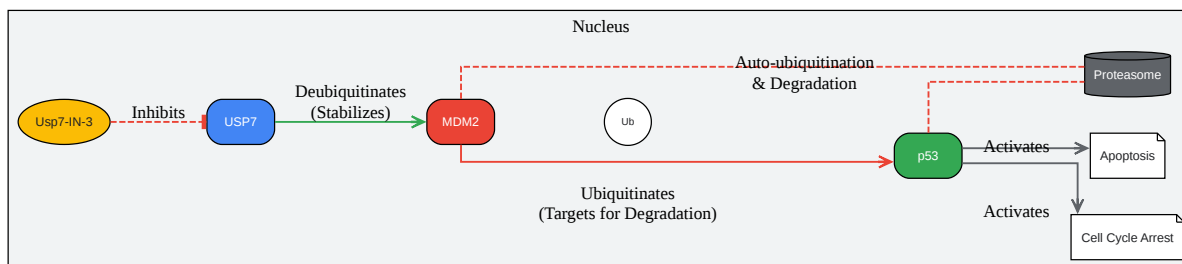 Nucleus
Auto-ubiquitination
& Degradation
Proteasome
Usp7-IN-3
Inhibits
USP7
Deubiquitinates
(Stabilizes)
MDM2
Ub
p53
Activates
Apoptosis
Ubiquitinates
(Targets for Degradation)
Activates
Cell Cycle Arrest